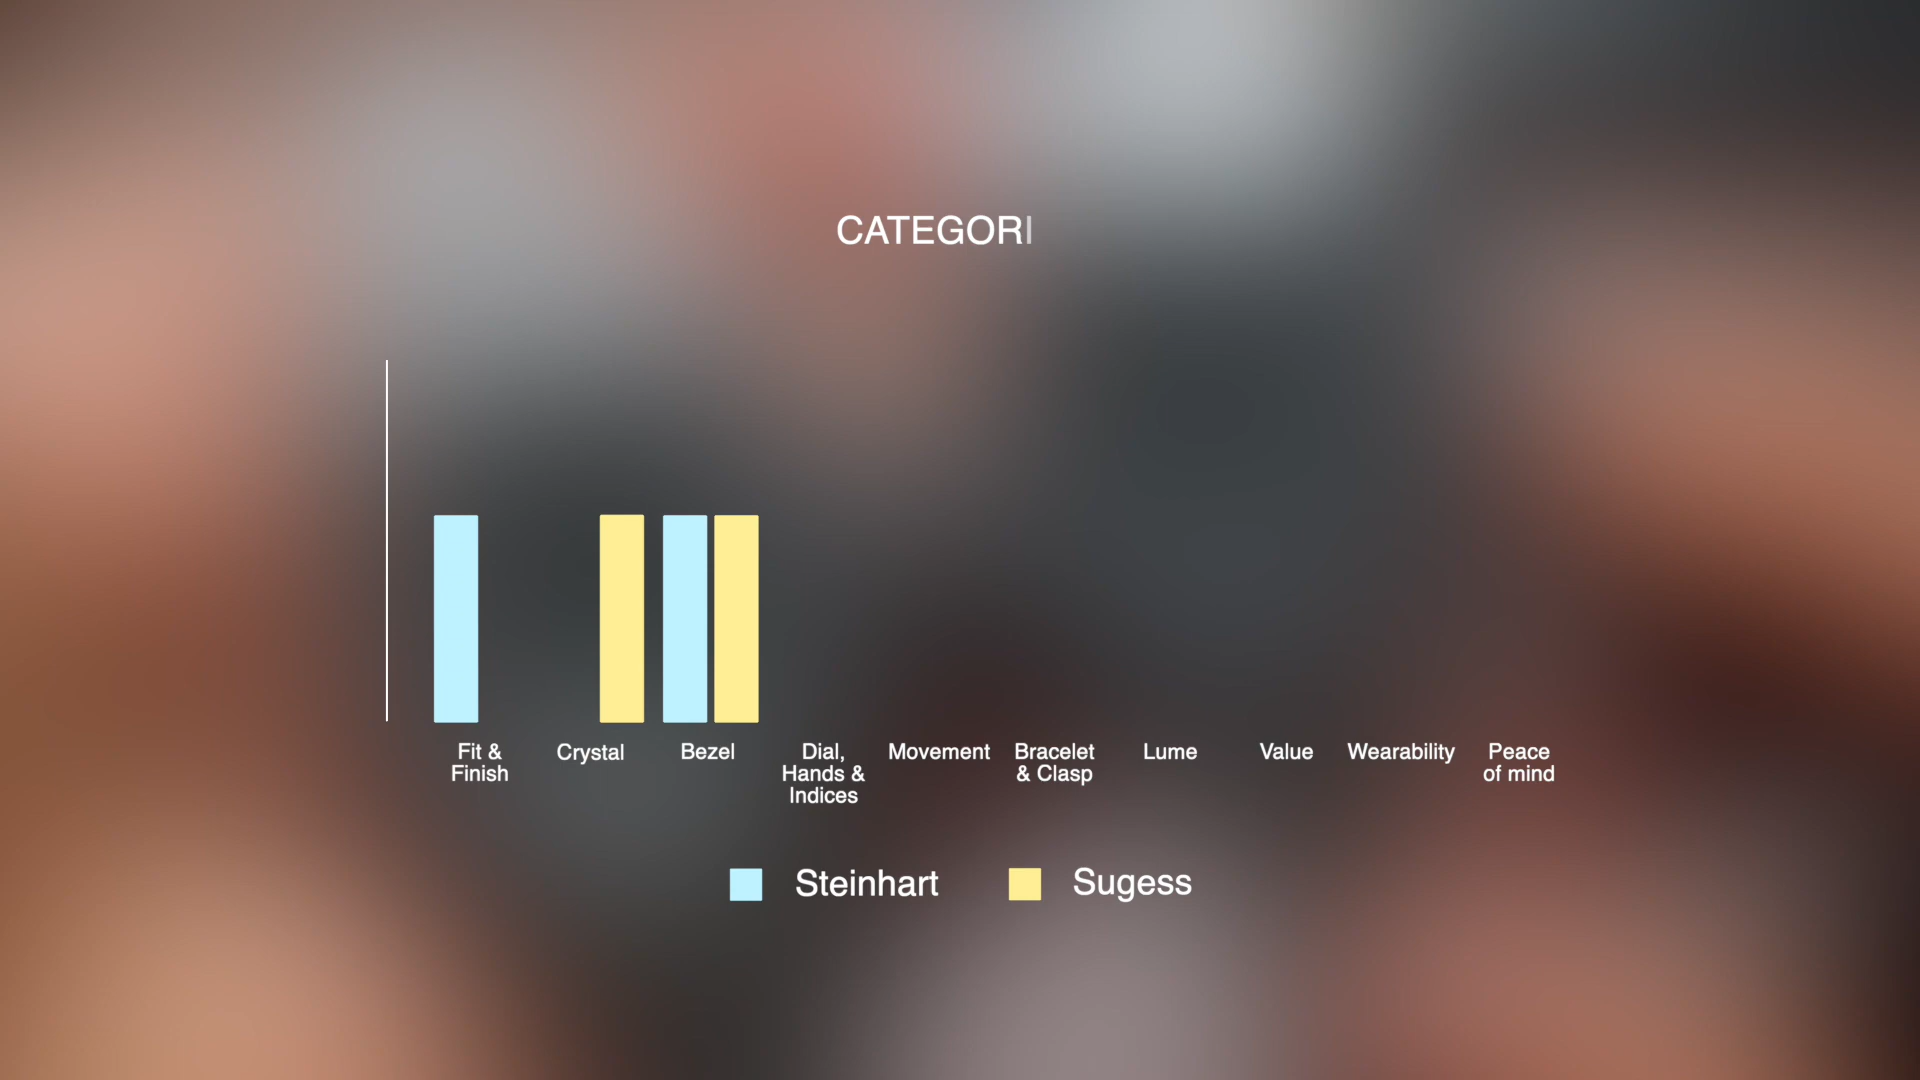 CATEGORI
Fit &
Finish
Crystal
Bezel
Dial,
Hands &
Indices
Movement
Bracelet
& Clasp
Lume
Value
Wearability
Peace
of mind
Steinhart
Sugess